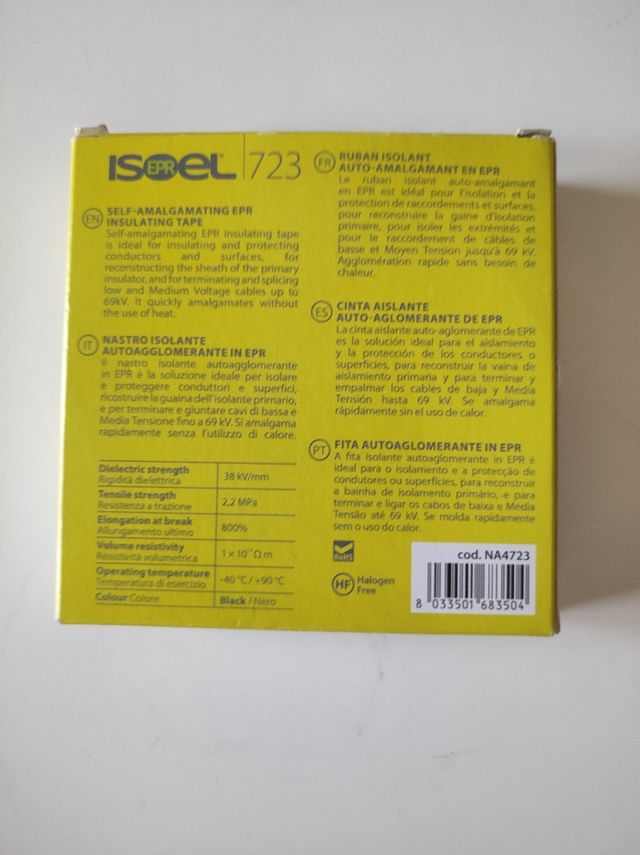 ISOEL 723
EPR
EN SELF-AMALGAMATING EPR
INSULATING TAPE
Self-amalgamating EPR insulating tape
is ideal for insulating and protecting
conductors and surfaces, for
reconstructing the sheath of the primary
insulator, and for terminating and splicing
low and Medium Voltage cables up to
69kV. It quickly amalgamates without
the use of heat.
IT NASTRO ISOLANTE
AUTOAGGLOMERANTE IN EPR
Il nastro isolante autoagglomerante
in EPR è la soluzione ideale per isolare
e proteggere conduttori e superfici,
ricostruire la guaina dell'isolante primario,
e per terminare e giuntare cavi di bassa e
Media Tensione fino a 69 kV. Si amalgama
rapidamente senza l'utilizzo di calore.
Dielectric strength
Rigidità dielettrica
38 kV/mm
Tensile strength
Resistenza a trazione
2,2 MPa
Elongation at break
Allungamento ultimo
800%
Volume resistivity
Resistività volumetrica
Operating temperature
Temperatura di esercizio
-40 °C / +90 °C
Colour Colore
Black / Nero
FR RUBAN ISOLANT
AUTO-AMALGAMANT EN EPR
Le ruban isolant auto-amalgamant
en EPR est idéal pour l'isolation et la
protection de raccordements et surfaces,
pour reconstruire la gaine d'isolation
primaire, pour isoler les extrémités et
pour le raccordement de câbles de
basse et Moyen Tension jusqu'à 69 kV.
Agglomération rapide sans besoin de
chaleur.
ES CINTA AISLANTE
AUTO-AGLOMERANTE DE EPR
La cinta aislante auto-aglomerante de EPR
es la solución ideal para el aislamiento
y la protección de los conductores o
superficies, para reconstruir la vaina de
aislamiento primaria y para terminar y
empalmar los cables de baja y Media
Tensión hasta 69 kV. Se amalgama
rápidamente sin el uso de calor.
PT FITA AUTOAGLOMERANTE IN EPR
A fita isolante autoaglomerante in EPR é
ideal para o isolamento e a protecção de
condutores ou superfícies, para reconstruir
a bainha de isolamento primário, e para
terminar e ligar os cabos de baixa e Média
Tensão até 69 kV. Se molda rapidamente
sem o uso do calor.
RoHS
HF Halogen
Free
cod. NA4723
8 033501 683504